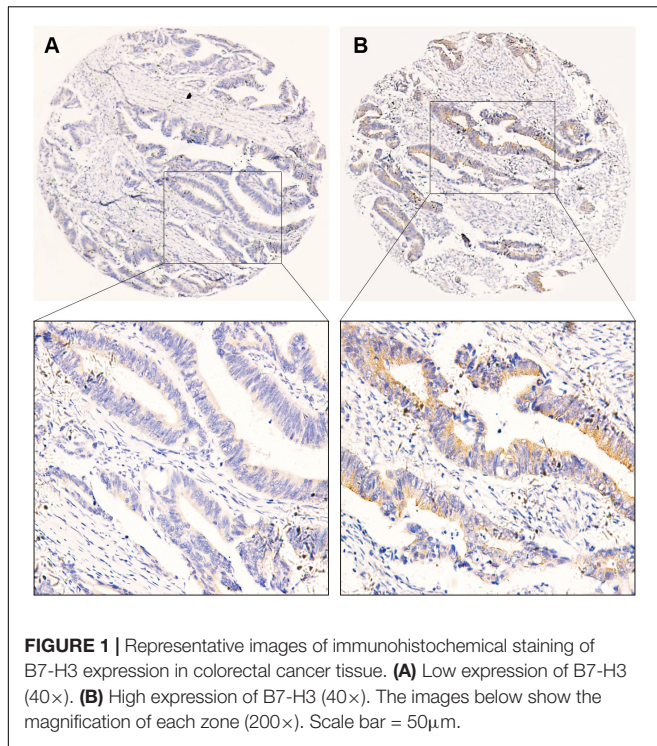 A
B
FIGURE 1 | Representative images of immunohistochemical staining of
B7-H3 expression in colorectal cancer tissue. (A) Low expression of B7-H3
(40×). (B) High expression of B7-H3 (40×). The images below show the
magnification of each zone (200×). Scale bar = 50μm.